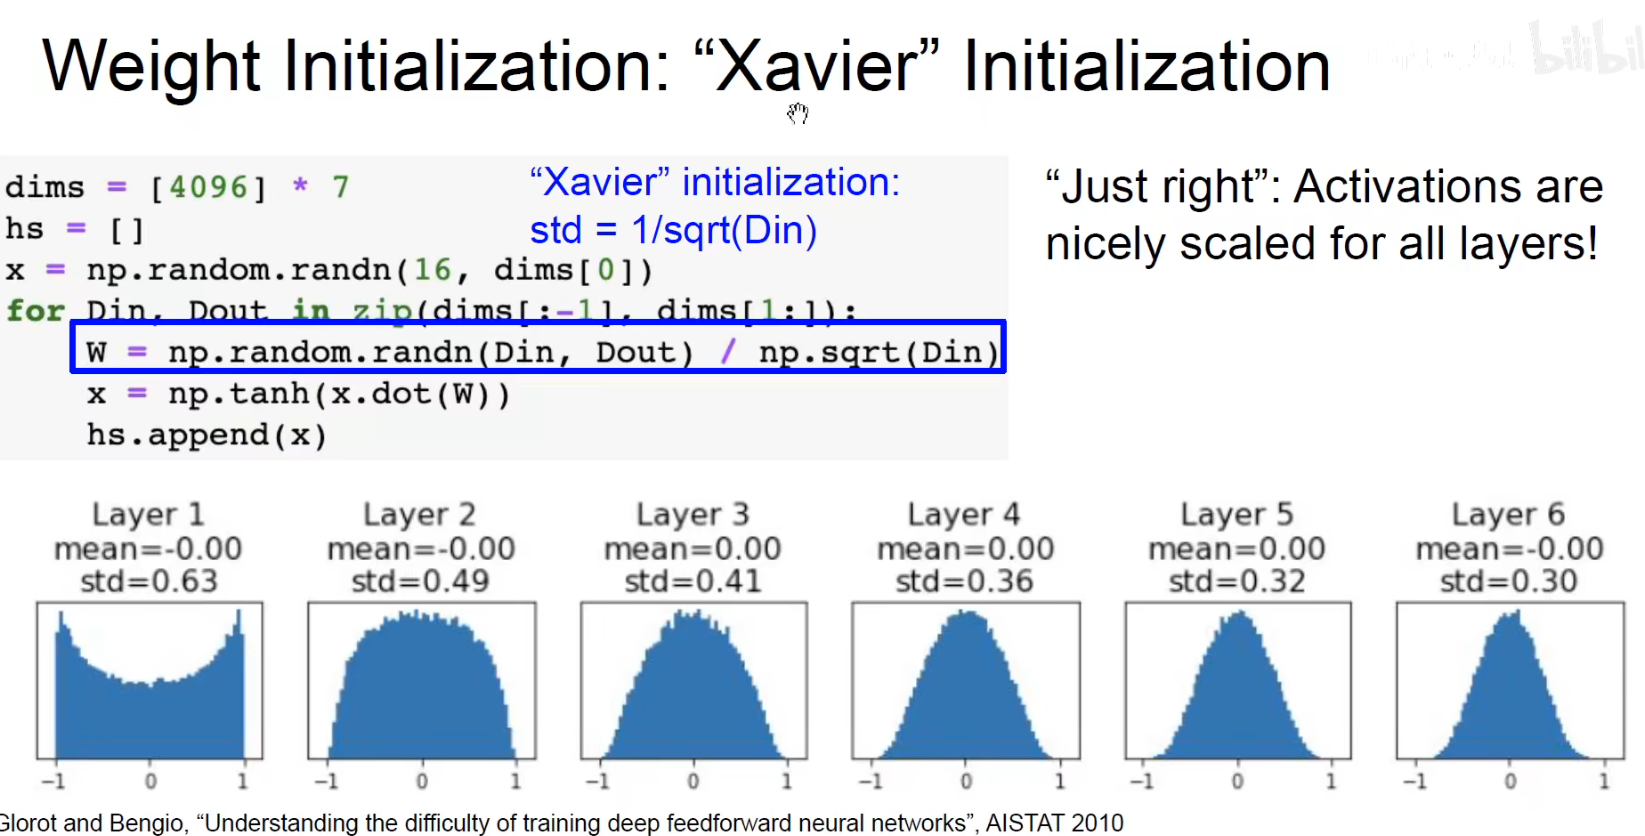 Weight Initialization: “Xavier” Initialization
bilibil
dims = [4096] * 7
hs = []
x = np.random.randn(16, dims[0])
for Din, Dout in zip(dims[:-1], dims[1:]):
    W = np.random.randn(Din, Dout) / np.sqrt(Din)
    x = np.tanh(x.dot(W))
    hs.append(x)
“Xavier” initialization:
std = 1/sqrt(Din)
“Just right”: Activations are
nicely scaled for all layers!
Layer 1
mean=-0.00
std=0.63
-1 0 1
Layer 2
mean=-0.00
std=0.49
-1 0 1
Layer 3
mean=0.00
std=0.41
-1 0 1
Layer 4
mean=0.00
std=0.36
-1 0 1
Layer 5
mean=0.00
std=0.32
-1 0 1
Layer 6
mean=-0.00
std=0.30
-1 0 1
Glorot and Bengio, “Understanding the difficulty of training deep feedforward neural networks”, AISTAT 2010